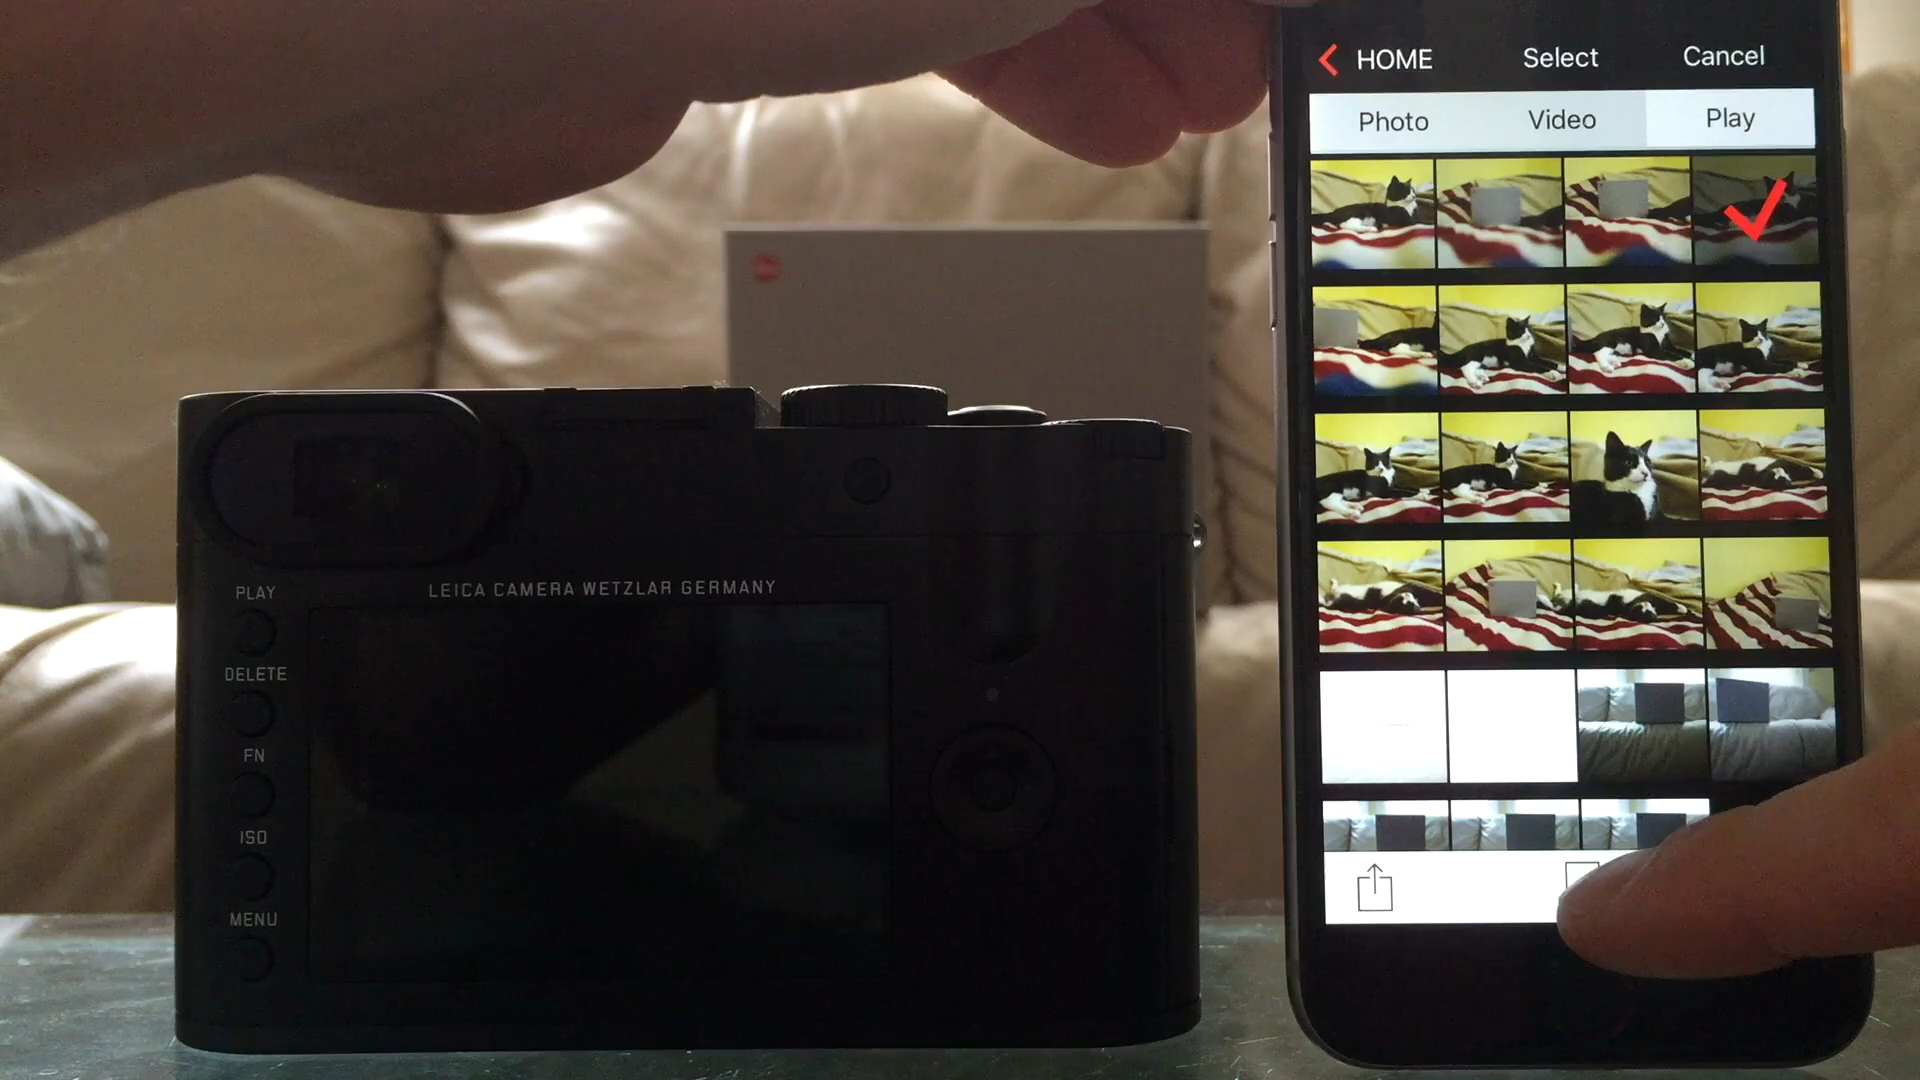 HOME Select Cancel
Photo Video Play
LEICA CAMERA WETZLAR GERMANY
PLAY
DELETE
FN
ISO
MENU